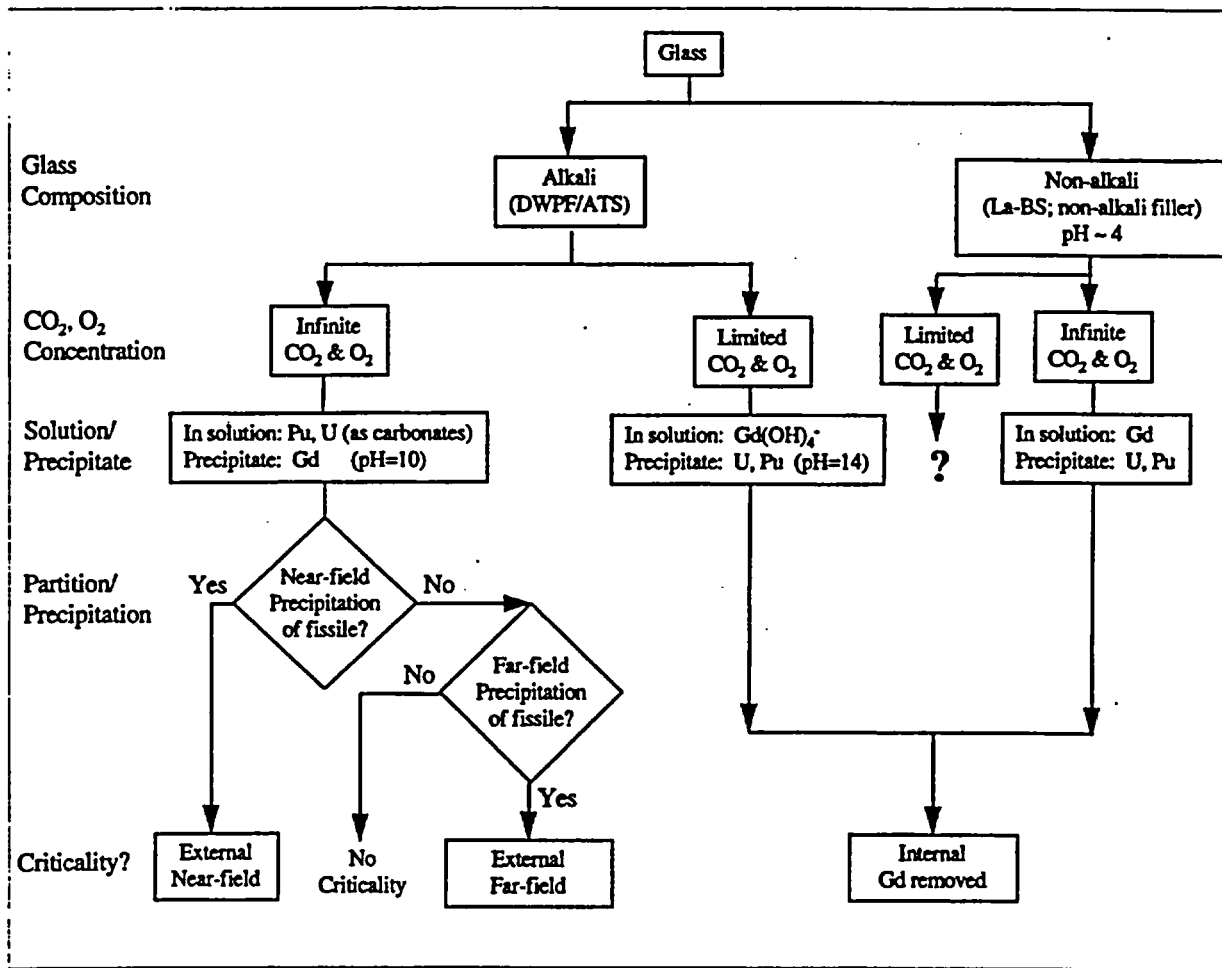 Glass
Glass
Composition
Alkali
(DWPF/ATS)
Non-alkali
(La-BS; non-alkali filler)
pH ~ 4
CO₂, O₂
Concentration
Infinite
CO₂ & O₂
Limited
CO₂ & O₂
Limited
CO₂ & O₂
Infinite
CO₂ & O₂
Solution/
Precipitate
In solution: Pu, U (as carbonates)
Precipitate: Gd (pH=10)
In solution: Gd(OH)₄⁻
Precipitate: U, Pu (pH=14)
?
In solution: Gd
Precipitate: U, Pu
Partition/
Precipitation
Yes
Near-field
Precipitation
of fissile?
No
No
Far-field
Precipitation
of fissile?
Yes
Criticality?
External
Near-field
No
Criticality
External
Far-field
Internal
Gd removed